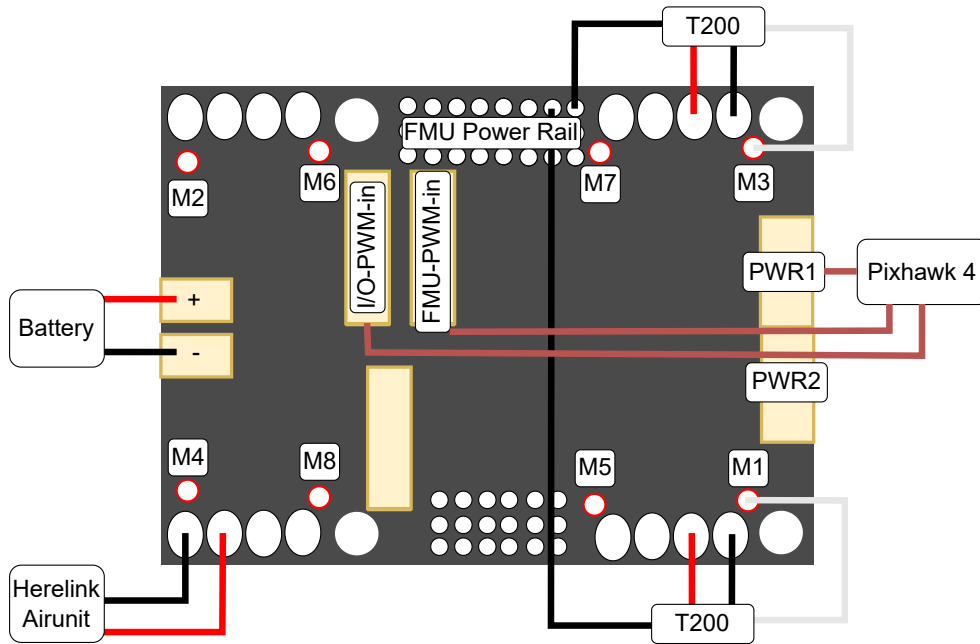 T200
FMU Power Rail
M2
M6
M7
M3
I/O-PWM-in
FMU-PWM-in
PWR1
Pixhawk 4
+
Battery
-
PWR2
M4
M8
M5
M1
Herelink
Airunit
T200